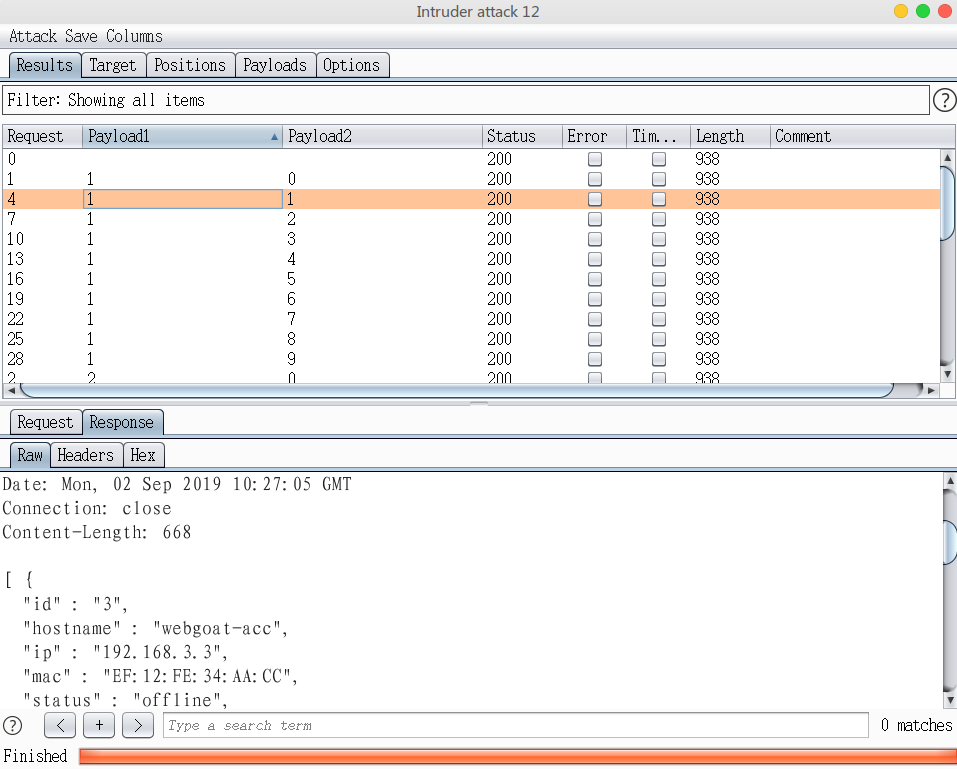 Intruder attack 12
Attack Save Columns
Results Target Positions Payloads Options
Filter: Showing all items ?
Request Payload1 Payload2 Status Error Tim... Length Comment
0 200 938
1 1 0 200 938
4 1 1 200 938
7 1 2 200 938
10 1 3 200 938
13 1 4 200 938
16 1 5 200 938
19 1 6 200 938
22 1 7 200 938
25 1 8 200 938
28 1 9 200 938
2 2 0 200 938
Request Response
Raw Headers Hex
Date: Mon, 02 Sep 2019 10:27:05 GMT
Connection: close
Content-Length: 668
[ {
"id" : "3",
"hostname" : "webgoat-acc",
"ip" : "192.168.3.3",
"mac" : "EF:12:FE:34:AA:CC",
"status" : "offline",
? < + > Type a search term 0 matches
Finished